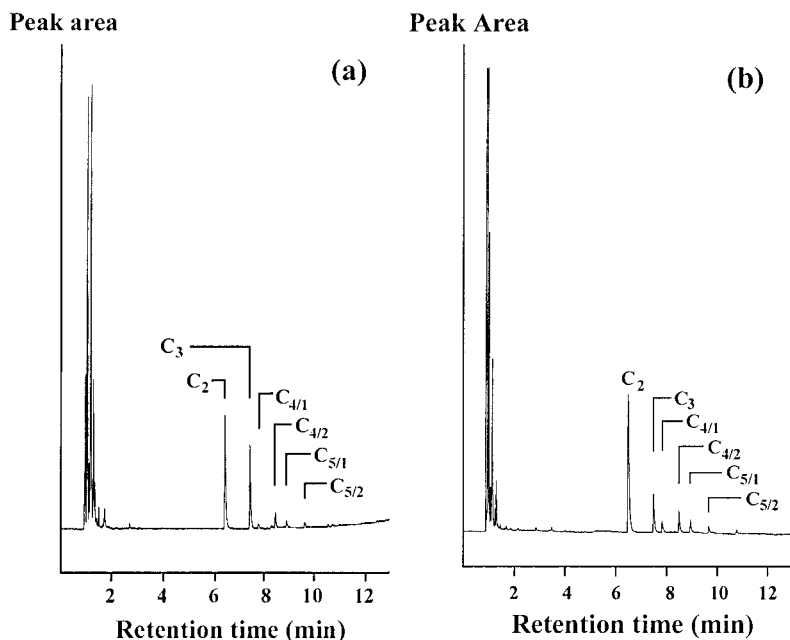 Peak area
(a)
C3
C2
C4/1
C4/2
C5/1
C5/2
2 4 6 8 10 12
Retention time (min)
Peak Area
(b)
C2
C3
C4/1
C4/2
C5/1
C5/2
2 4 6 8 10 12
Retention time (min)